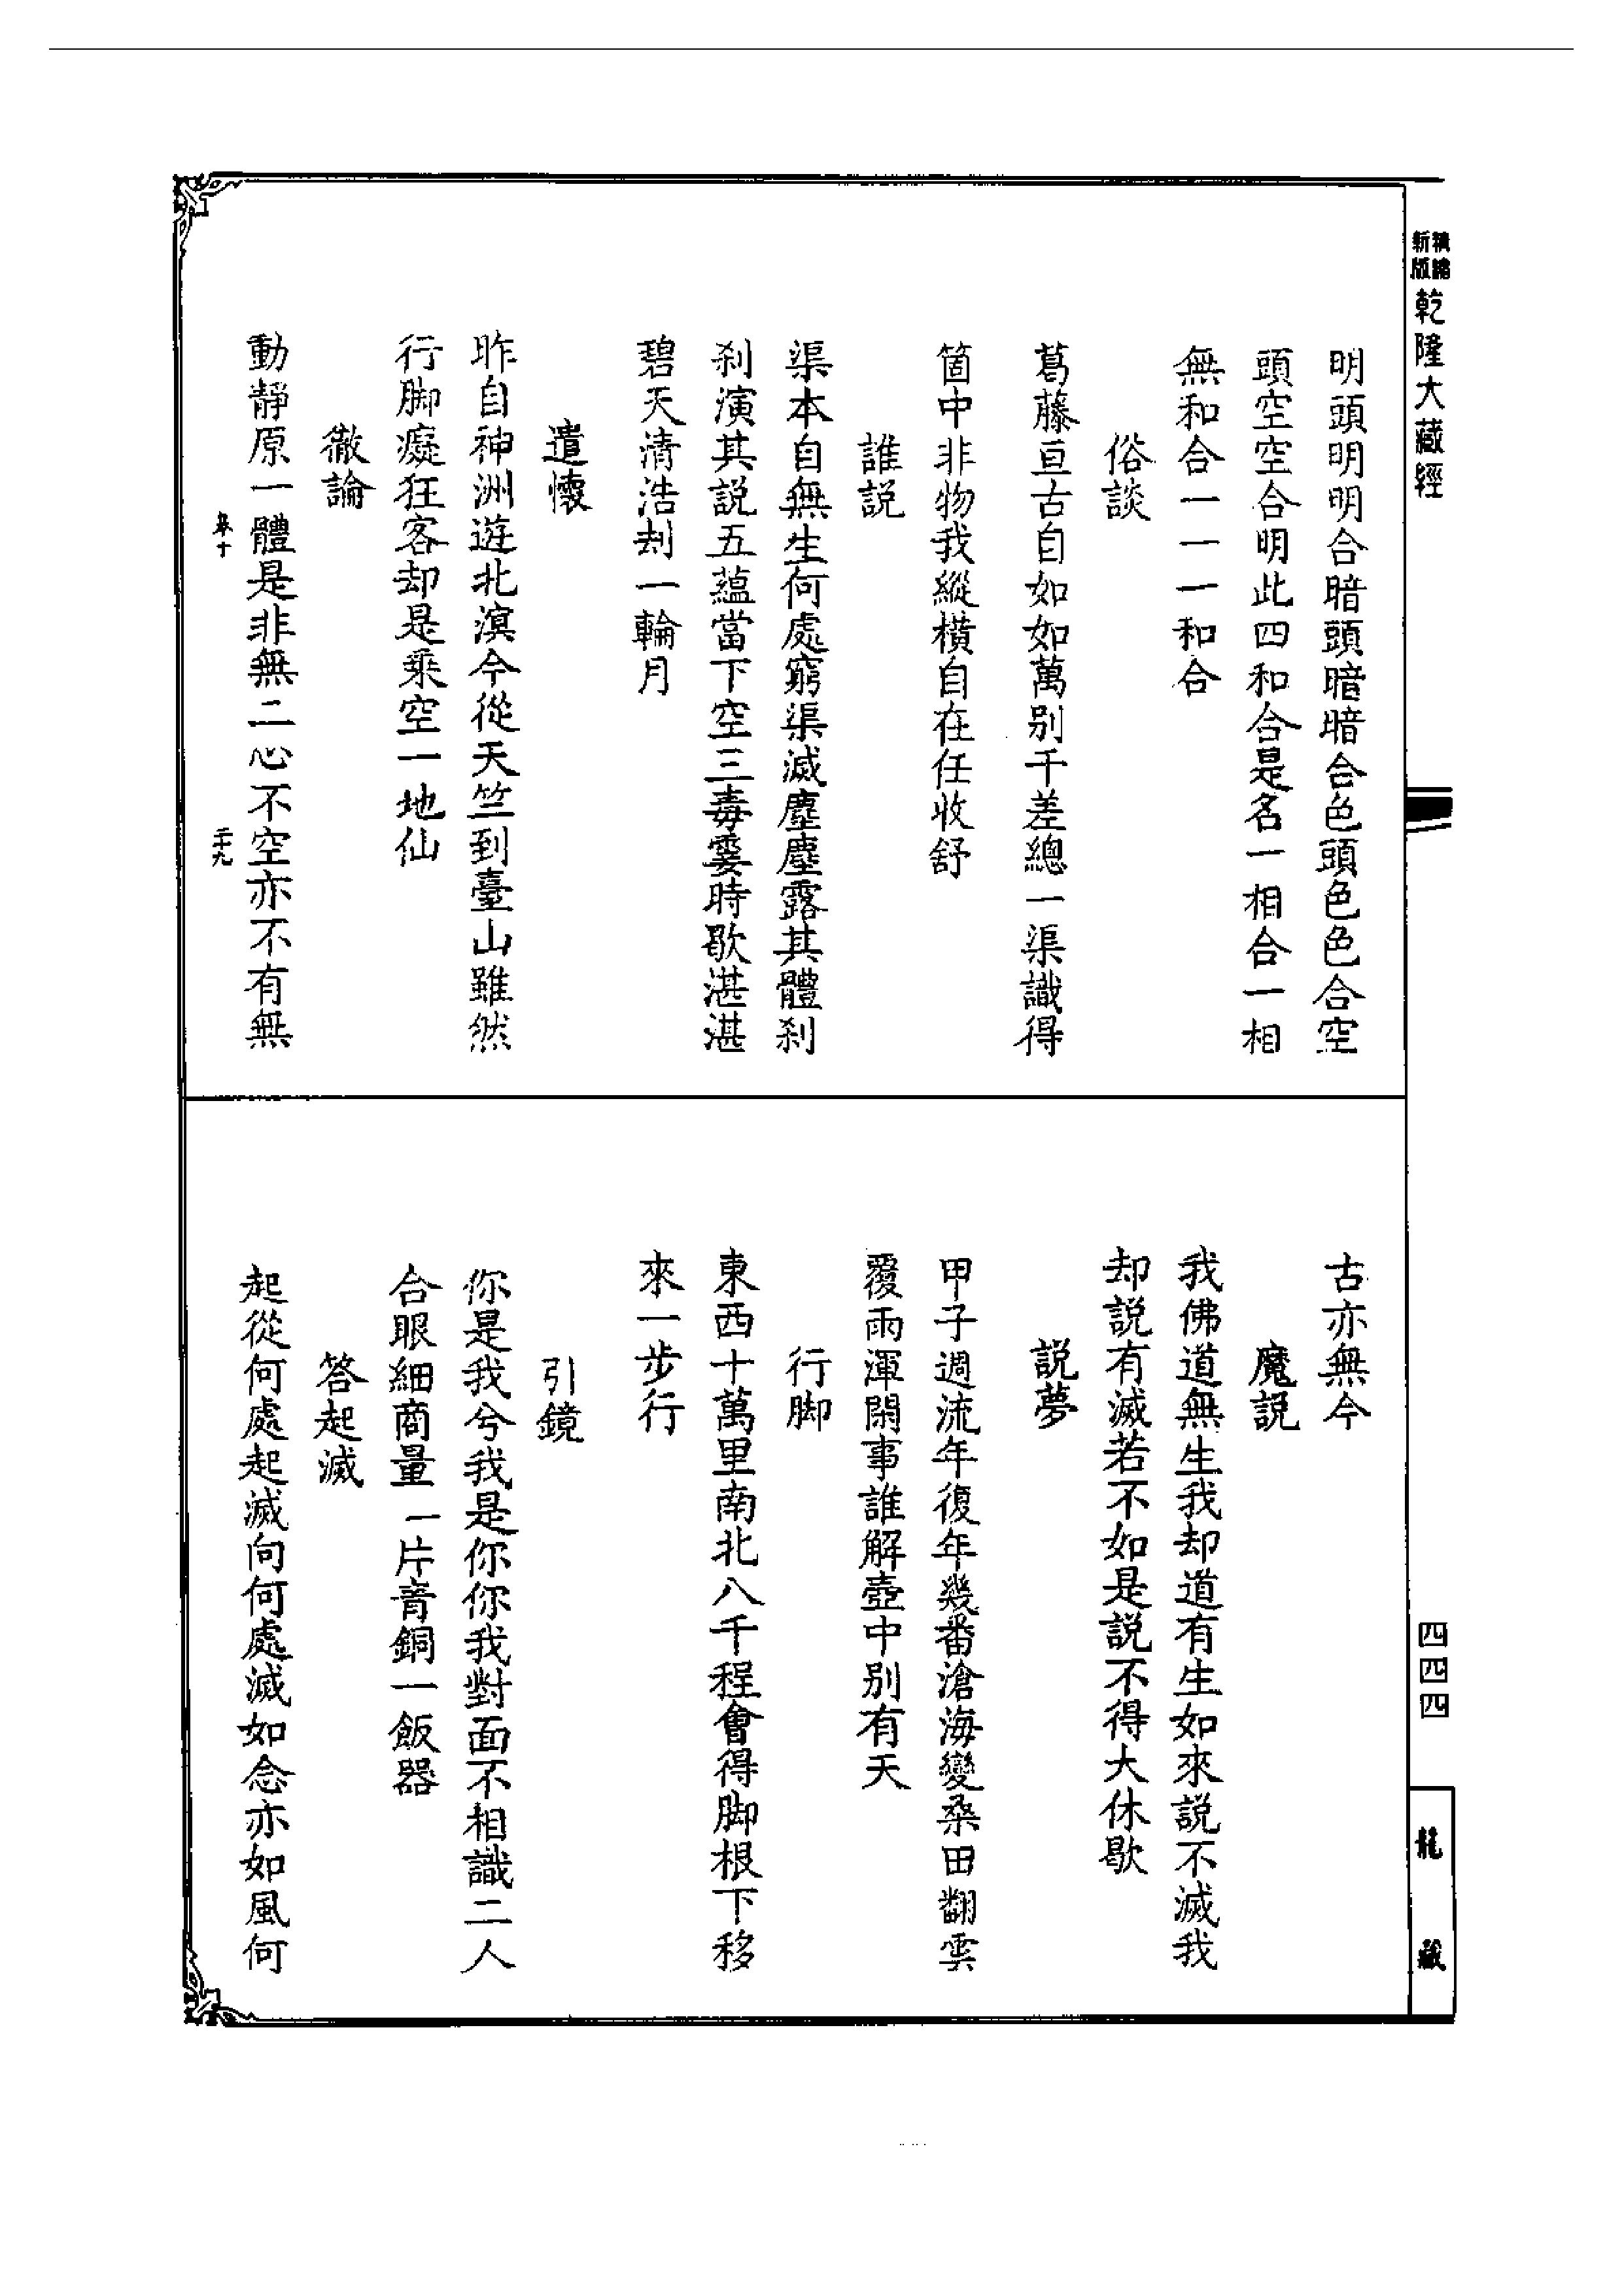 新版精縮乾隆大藏經
明頭明明合暗頭暗暗合色頭色色合空
頭空空合明此四和合是名一相合一相
無和合一一一和合
俗談
葛藤亘古自如如萬別千差總一渠識得
箇中非物我縱橫自在任收舒
誰説
渠本自無生何處窮渠滅塵塵露其體剎
剎演其説五蘊當下空三毒霎時歇湛湛
碧天清浩刼一輪月
遣懷
昨自神洲遊北溟今從天竺到臺山雖然
行脚癡狂客却是乘空一地仙
徹論
動靜原一體是非無二心不空亦不有無
卷十
二十九
古亦無今
魔説
我佛道無生我却道有生如來説不滅我
却説有滅若不如是説不得大休歇
説夢
甲子週流年復年幾番滄海變桑田翻雲
覆雨渾閑事誰解壺中別有天
行脚
東西十萬里南北八千程會得脚根下移
來一步行
引鏡
你是我兮我是你你我對面不相識二人
合眼細商量一片青銅一飯器
答起滅
起從何處起滅向何處滅如念亦如風何
四四四
龍藏